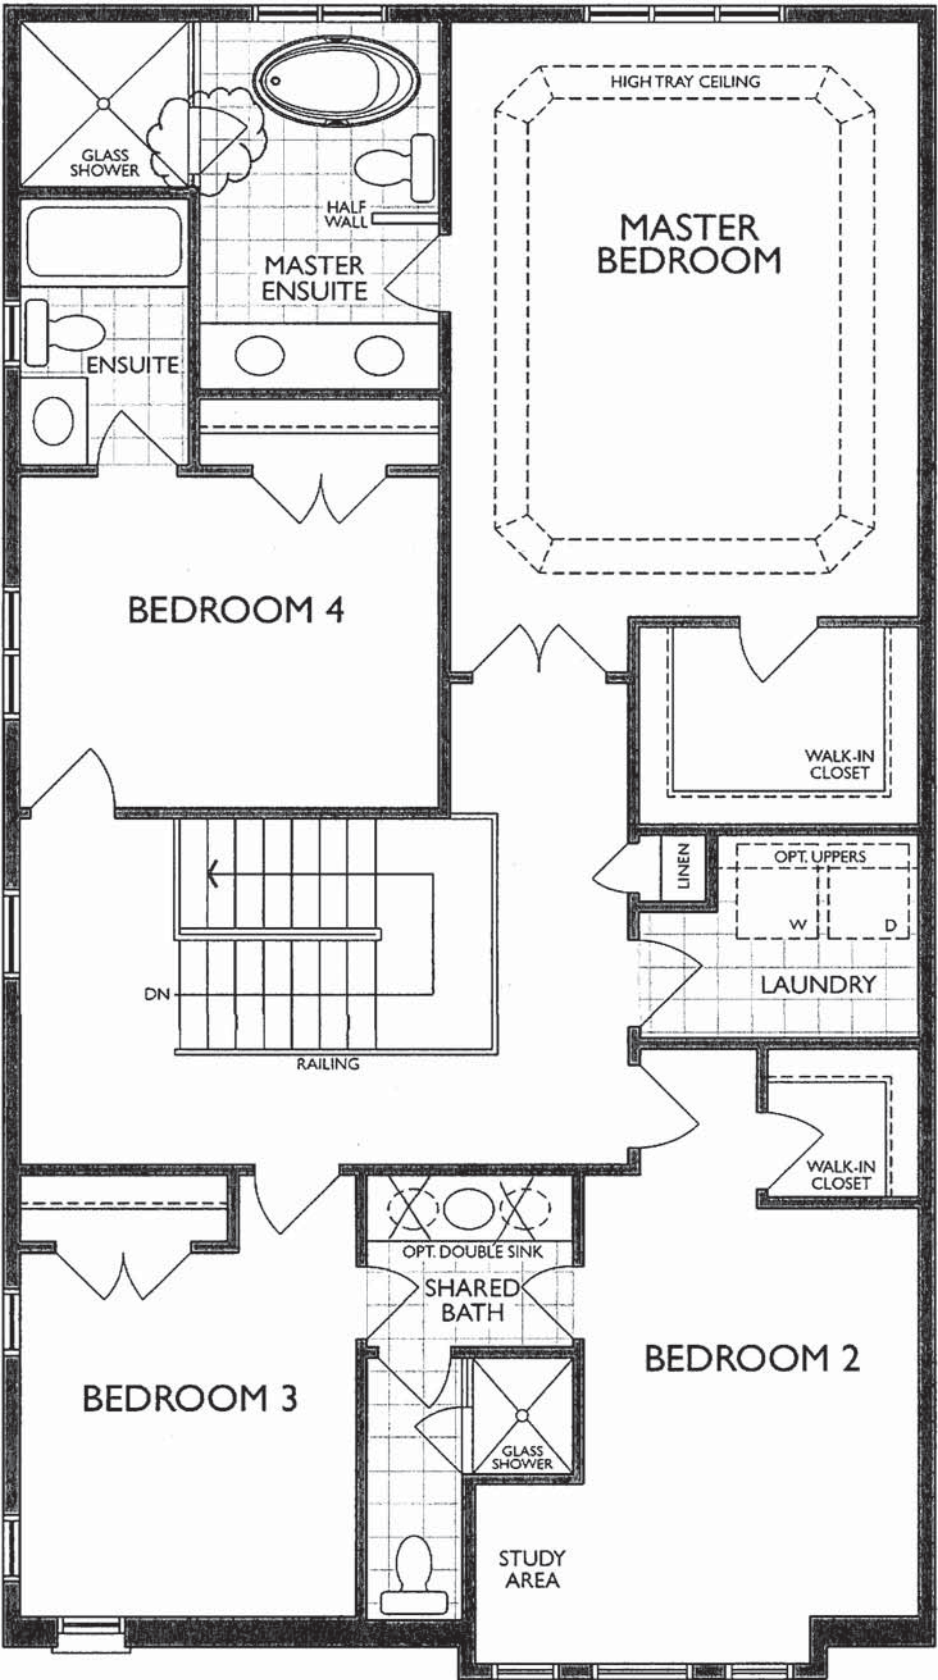 HIGH TRAY CEILING
GLASS
SHOWER
HALF
WALL
MASTER
BEDROOM
MASTER
ENSUITE
ENSUITE
BEDROOM 4
WALK-IN
CLOSET
LINEN
OPT. UPPERS
W
D
LAUNDRY
DN
RAILING
WALK-IN
CLOSET
OPT. DOUBLE SINK
SHARED
BATH
BEDROOM 2
BEDROOM 3
GLASS
SHOWER
STUDY
AREA